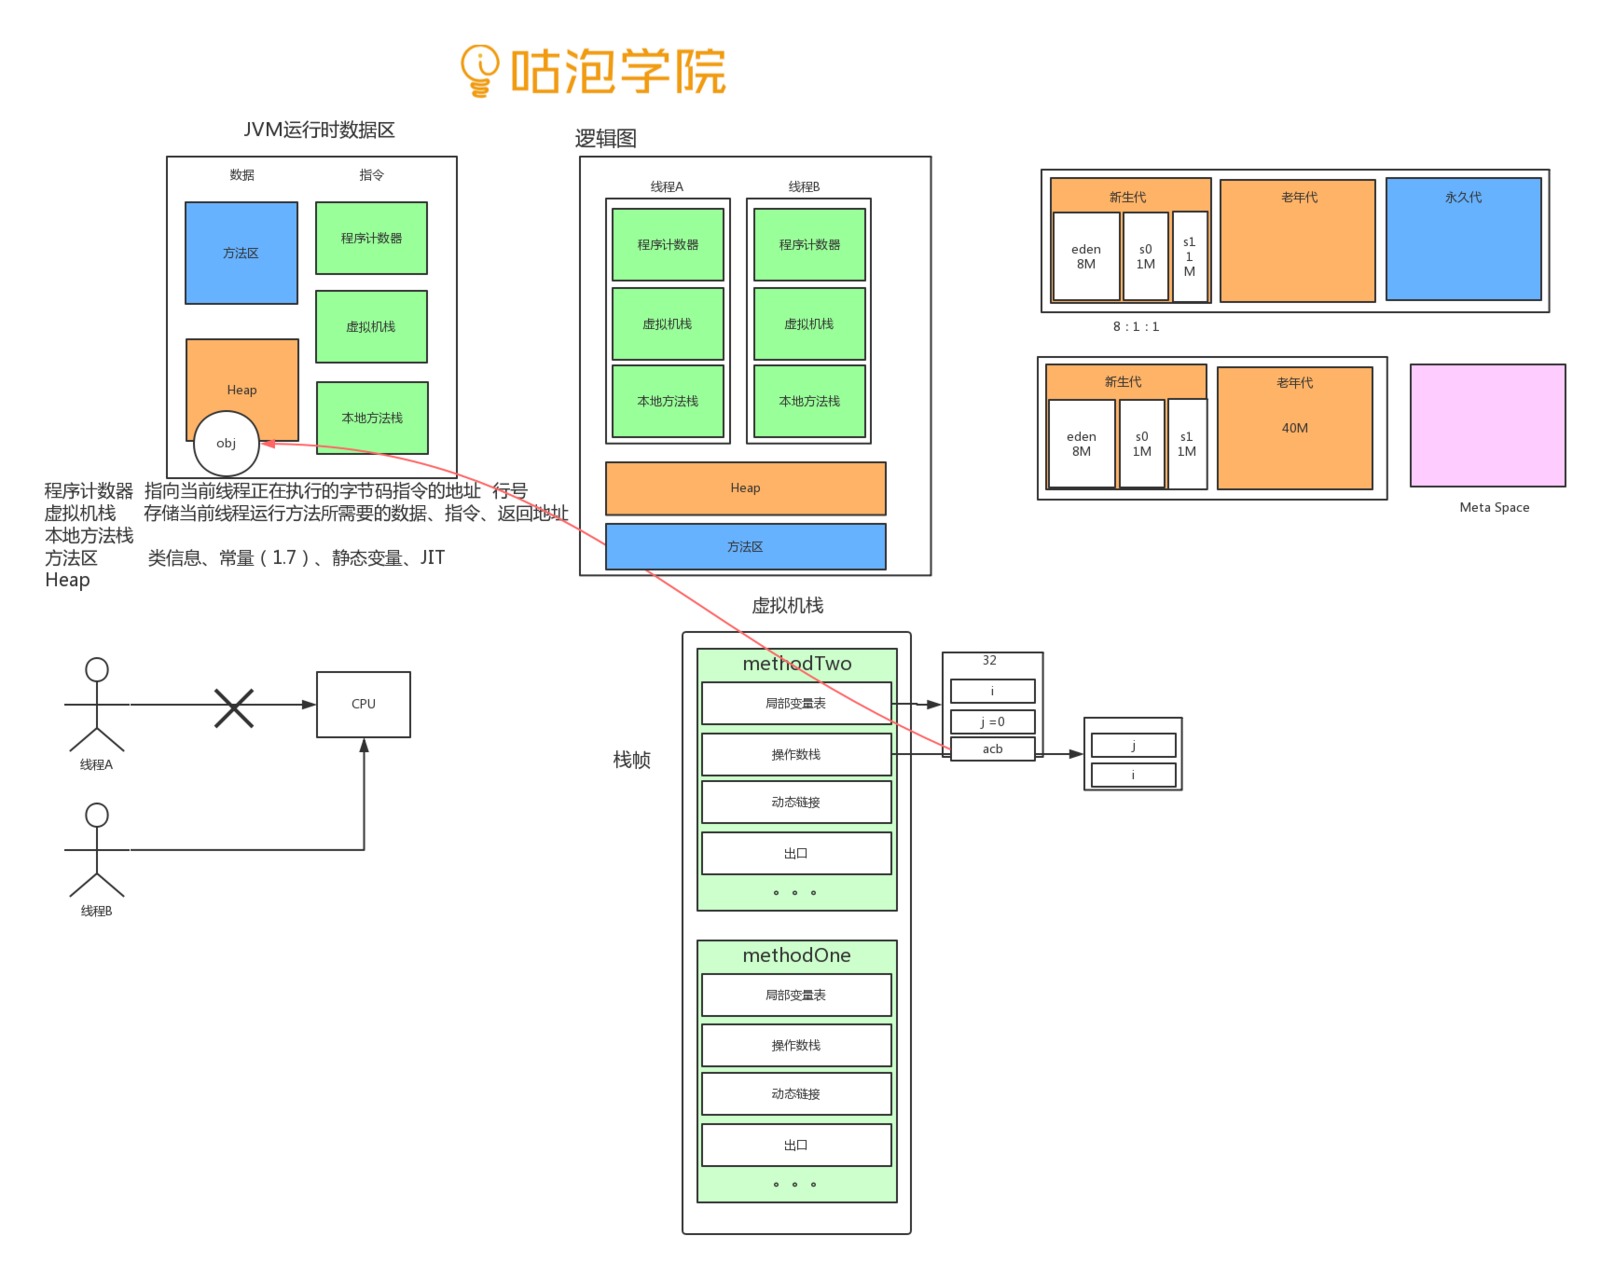 咕泡学院
JVM运行时数据区
数据
指令
方法区
程序计数器
虚拟机栈
Heap
本地方法栈
obj
程序计数器 指向当前线程正在执行的字节码指令的地址 行号
虚拟机栈 存储当前线程运行方法所需要的数据、指令、返回地址
本地方法栈
方法区 类信息、常量（1.7）、静态变量、JIT
Heap
逻辑图
线程A
线程B
程序计数器
程序计数器
虚拟机栈
虚拟机栈
本地方法栈
本地方法栈
Heap
方法区
新生代
老年代
永久代
eden
8M
s0
1M
s1
1
M
8 : 1 : 1
新生代
老年代
eden
8M
s0
1M
s1
1M
40M
Meta Space
线程A
CPU
线程B
虚拟机栈
栈帧
methodTwo
局部变量表
操作数栈
动态链接
出口
。。。
32
i
j =0
acb
j
i
methodOne
局部变量表
操作数栈
动态链接
出口
。。。